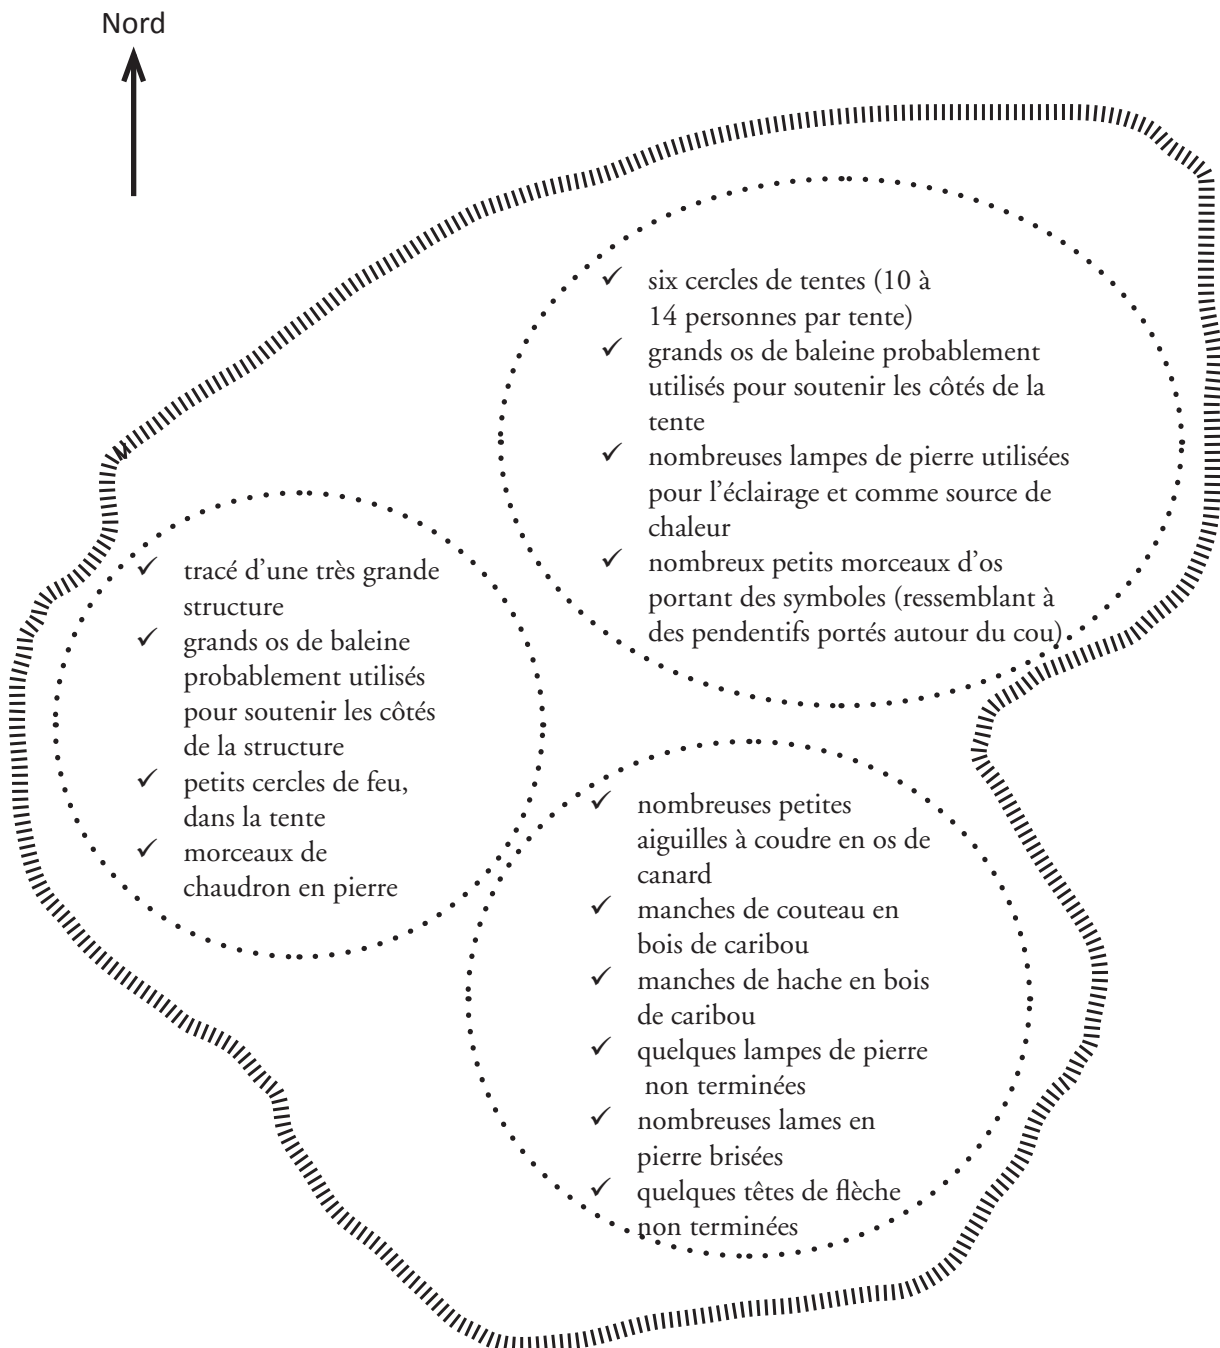 Nord
✓ six cercles de tentes (10 à
14 personnes par tente)
✓ grands os de baleine probablement
utilisés pour soutenir les côtés de la
tente
✓ nombreuses lampes de pierre utilisées
pour l'éclairage et comme source de
chaleur
✓ nombreux petits morceaux d'os
portant des symboles (ressemblant à
des pendentifs portés autour du cou)
✓ tracé d'une très grande
structure
✓ grands os de baleine
probablement utilisés
pour soutenir les côtés
de la structure
✓ petits cercles de feu,
dans la tente
✓ morceaux de
chaudron en pierre
✓ nombreuses petites
aiguilles à coudre en os de
canard
✓ manches de couteau en
bois de caribou
✓ manches de hache en bois
de caribou
✓ quelques lampes de pierre
non terminées
✓ nombreuses lames en
pierre brisées
✓ quelques têtes de flèche
non terminées